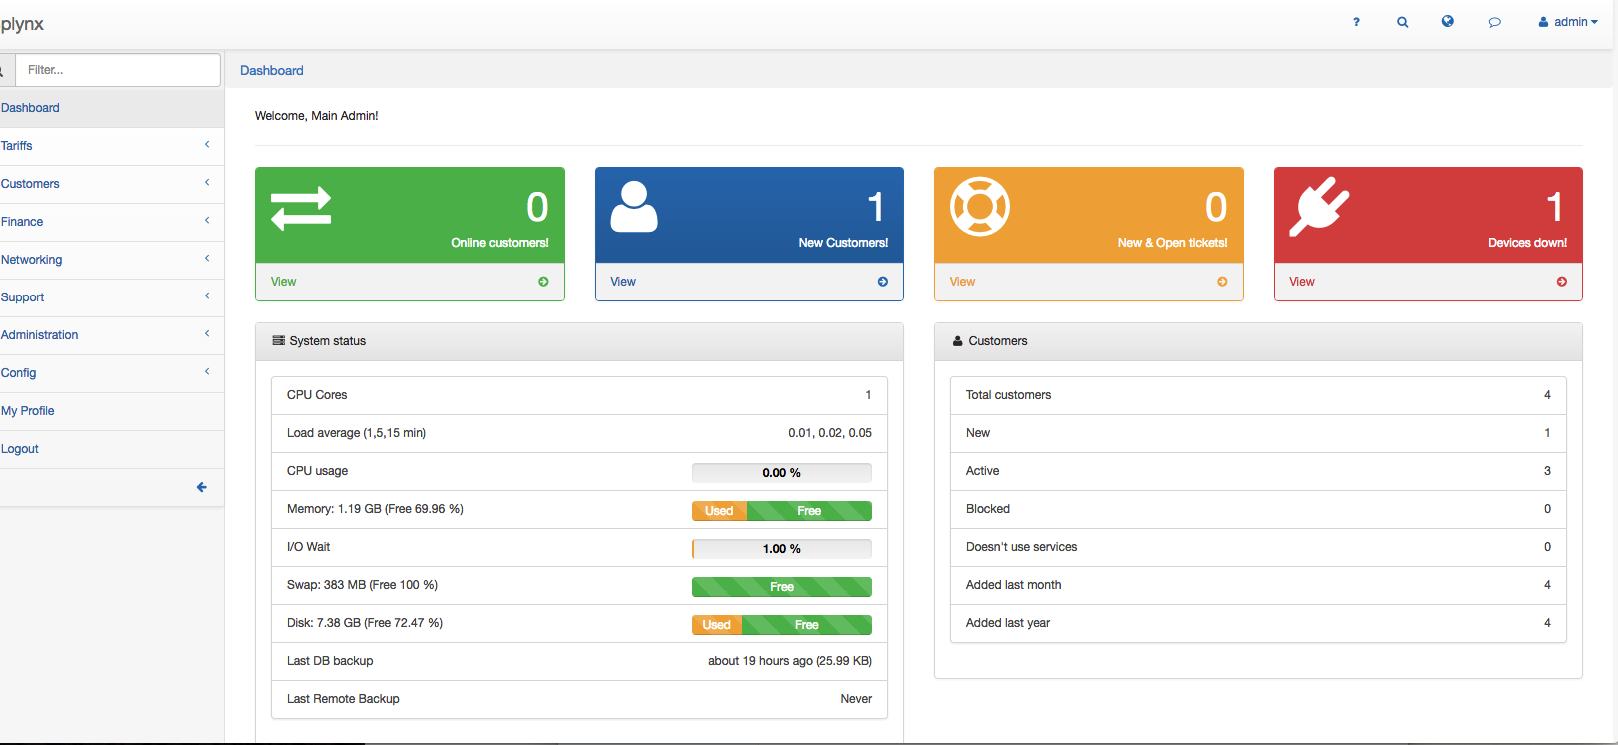 plynx
? admin
Filter...
Dashboard
Dashboard
Tariffs
Customers
Finance
Networking
Support
Administration
Config
My Profile
Logout
Welcome, Main Admin!
0
Online customers!
View
1
New Customers!
View
0
New & Open tickets!
View
1
Devices down!
View
System status
CPU Cores 1
Load average (1,5,15 min) 0.01, 0.02, 0.05
CPU usage 0.00 %
Memory: 1.19 GB (Free 69.96 %) Used Free
I/O Wait 1.00 %
Swap: 383 MB (Free 100 %) Free
Disk: 7.38 GB (Free 72.47 %) Used Free
Last DB backup about 19 hours ago (25.99 KB)
Last Remote Backup Never
Customers
Total customers 4
New 1
Active 3
Blocked 0
Doesn't use services 0
Added last month 4
Added last year 4